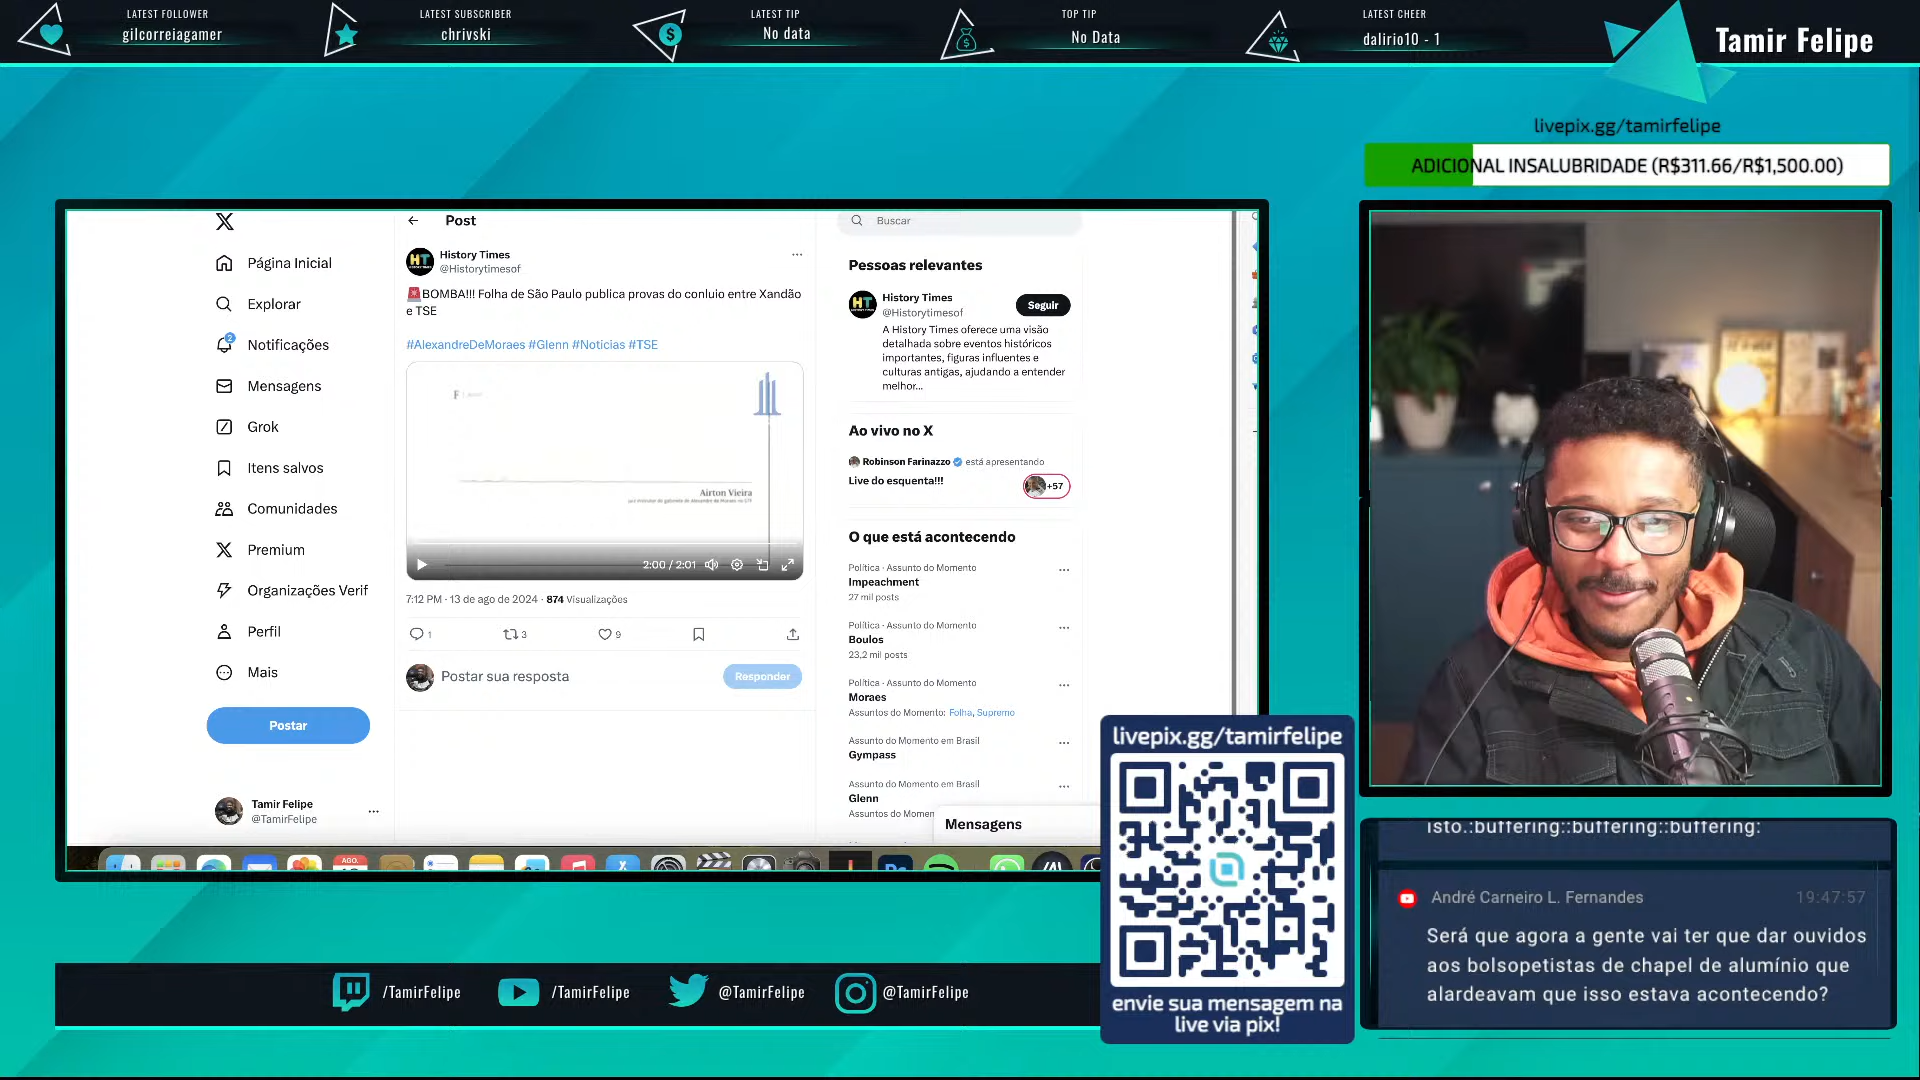 LATEST FOLLOWER
gilcorreiagamer
LATEST SUBSCRIBER
chrivski
LATEST TIP
No data
TOP TIP
No Data
LATEST CHEER
dalirio10 - 1
Tamir Felipe
livepix.gg/tamirfelipe
ADICIONAL INSALUBRIDADE (R$311.66/R$1,500.00)
Página Inicial
Explorar
2
Notificações
Mensagens
Grok
Itens salvos
Comunidades
Premium
Organizações Verif
Perfil
Mais
Postar
Tamir Felipe
@TamirFelipe
Post
HT
History Times
@Historytimesof
🚨BOMBA!!! Folha de São Paulo publica provas do conluio entre Xandão
e TSE
#AlexandreDeMoraes #Glenn #Noticias #TSE
Airton Vieira
2:00 / 2:01
7:12 PM · 13 de ago de 2024 · 874 Visualizações
1
3
9
Postar sua resposta
Responder
Buscar
Pessoas relevantes
HT
History Times
@Historytimesof
Seguir
A History Times oferece uma visão
detalhada sobre eventos históricos
importantes, figuras influentes e
culturas antigas, ajudando a entender
melhor...
Ao vivo no X
Robinson Farinazzo está apresentando
Live do esquenta!!!
+57
O que está acontecendo
Política · Assunto do Momento
Impeachment
27 mil posts
Política · Assunto do Momento
Boulos
23,2 mil posts
Política · Assunto do Momento
Moraes
Assuntos do Momento: Folha, Supremo
Assunto do Momento em Brasil
Gympass
Assunto do Momento em Brasil
Glenn
Assuntos do Momen
Mensagens
AGO.
livepix.gg/tamirfelipe
envie sua mensagem na
live via pix!
isto.:buffering::buffering::buffering:
André Carneiro L. Fernandes
19:47:57
Será que agora a gente vai ter que dar ouvidos
aos bolsopetistas de chapel de alumínio que
alardeavam que isso estava acontecendo?
/TamirFelipe
/TamirFelipe
@TamirFelipe
@TamirFelipe